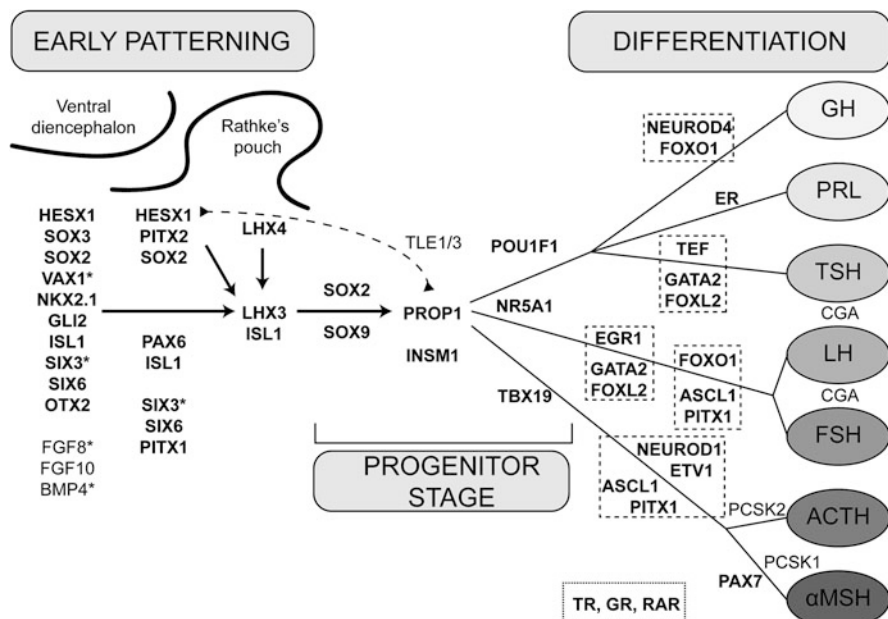 EARLY PATTERNING
DIFFERENTIATION
Ventral
diencephalon
Rathke's
pouch
HESX1
SOX3
SOX2
VAX1*
NKX2.1
GLI2
ISL1
SIX3*
SIX6
OTX2
FGF8*
FGF10
BMP4*
HESX1
PITX2
SOX2
PAX6
ISL1
SIX3*
SIX6
PITX1
LHX4
LHX3
ISL1
SOX2
SOX9
TLE1/3
PROP1
INSM1
PROGENITOR
STAGE
POU1F1
NR5A1
TBX19
NEUROD4
FOXO1
ER
TEF
GATA2
FOXL2
EGR1
GATA2
FOXL2
FOXO1
ASCL1
PITX1
NEUROD1
ETV1
ASCL1
PITX1
PCSK2
PCSK1
PAX7
TR, GR, RAR
GH
PRL
TSH
CGA
LH
CGA
FSH
ACTH
αMSH